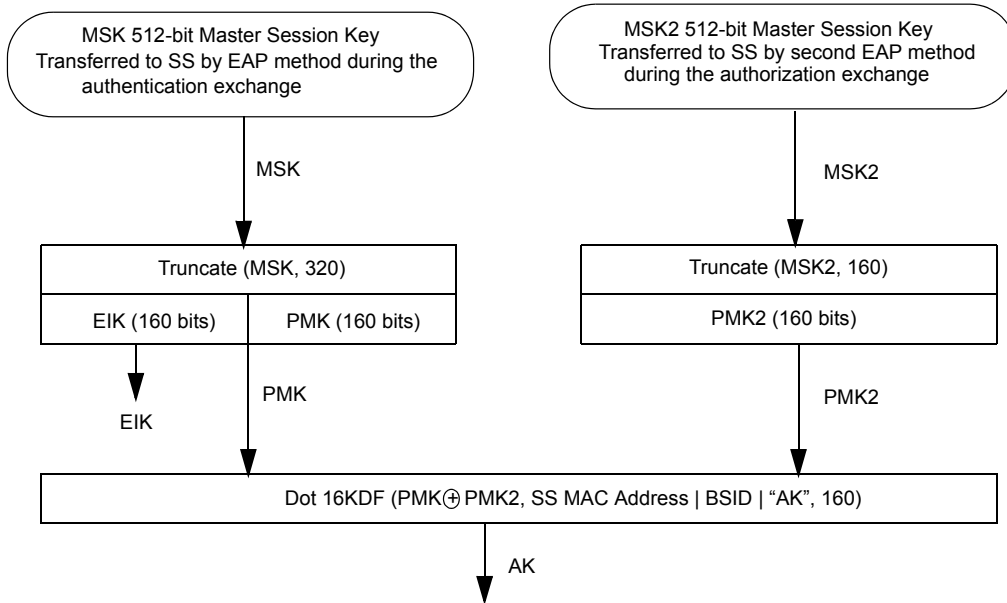 MSK 512-bit Master Session Key
Transferred to SS by EAP method during the
authentication exchange
MSK2 512-bit Master Session Key
Transferred to SS by second EAP method
during the authorization exchange
MSK
MSK2
Truncate (MSK, 320)
EIK (160 bits)
PMK (160 bits)
Truncate (MSK2, 160)
PMK2 (160 bits)
EIK
PMK
PMK2
Dot 16KDF (PMK⊕PMK2, SS MAC Address | BSID | “AK”, 160)
AK